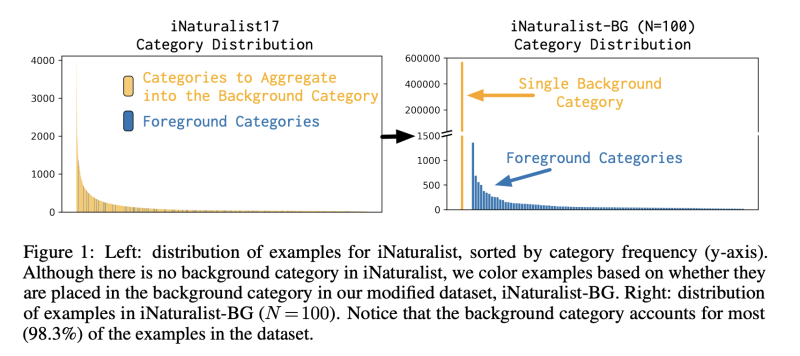 iNaturalist17
Category Distribution
4000
3000
2000
1000
0
Categories to Aggregate
into the Background Category
Foreground Categories
iNaturalist-BG (N=100)
Category Distribution
600000
400000
200000
1500
1000
500
0
Single Background
Category
Foreground Categories
Figure 1: Left: distribution of examples for iNaturalist, sorted by category frequency (y-axis).
Although there is no background category in iNaturalist, we color examples based on whether they
are placed in the background category in our modified dataset, iNaturalist-BG. Right: distribution
of examples in iNaturalist-BG (N = 100). Notice that the background category accounts for most
(98.3%) of the examples in the dataset.